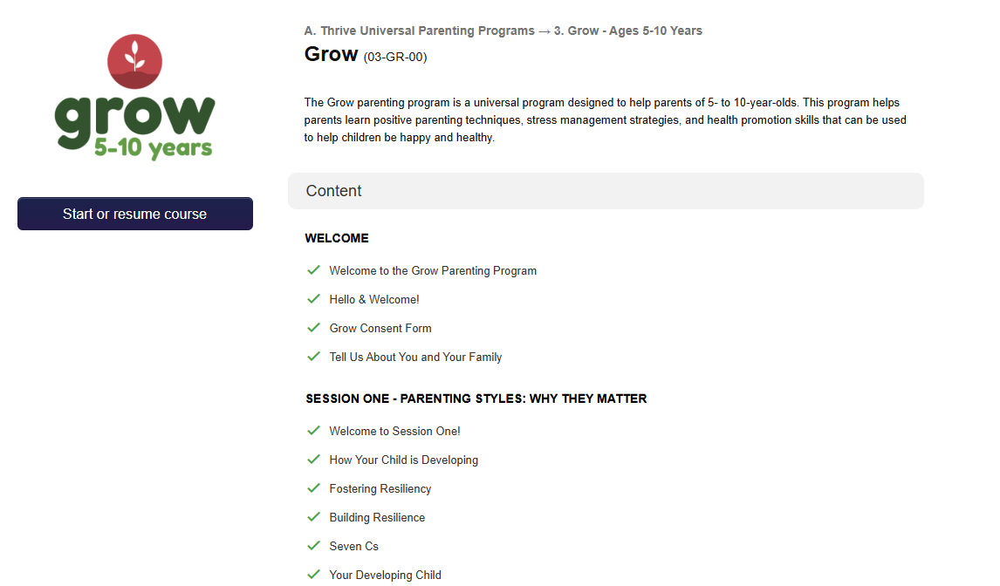 grow
5-10 years
Start or resume course
A. Thrive Universal Parenting Programs → 3. Grow - Ages 5-10 Years
Grow (03-GR-00)
The Grow parenting program is a universal program designed to help parents of 5- to 10-year-olds. This program helps
parents learn positive parenting techniques, stress management strategies, and health promotion skills that can be used
to help children be happy and healthy.
Content
WELCOME
Welcome to the Grow Parenting Program
Hello & Welcome!
Grow Consent Form
Tell Us About You and Your Family
SESSION ONE - PARENTING STYLES: WHY THEY MATTER
Welcome to Session One!
How Your Child is Developing
Fostering Resiliency
Building Resilience
Seven Cs
Your Developing Child